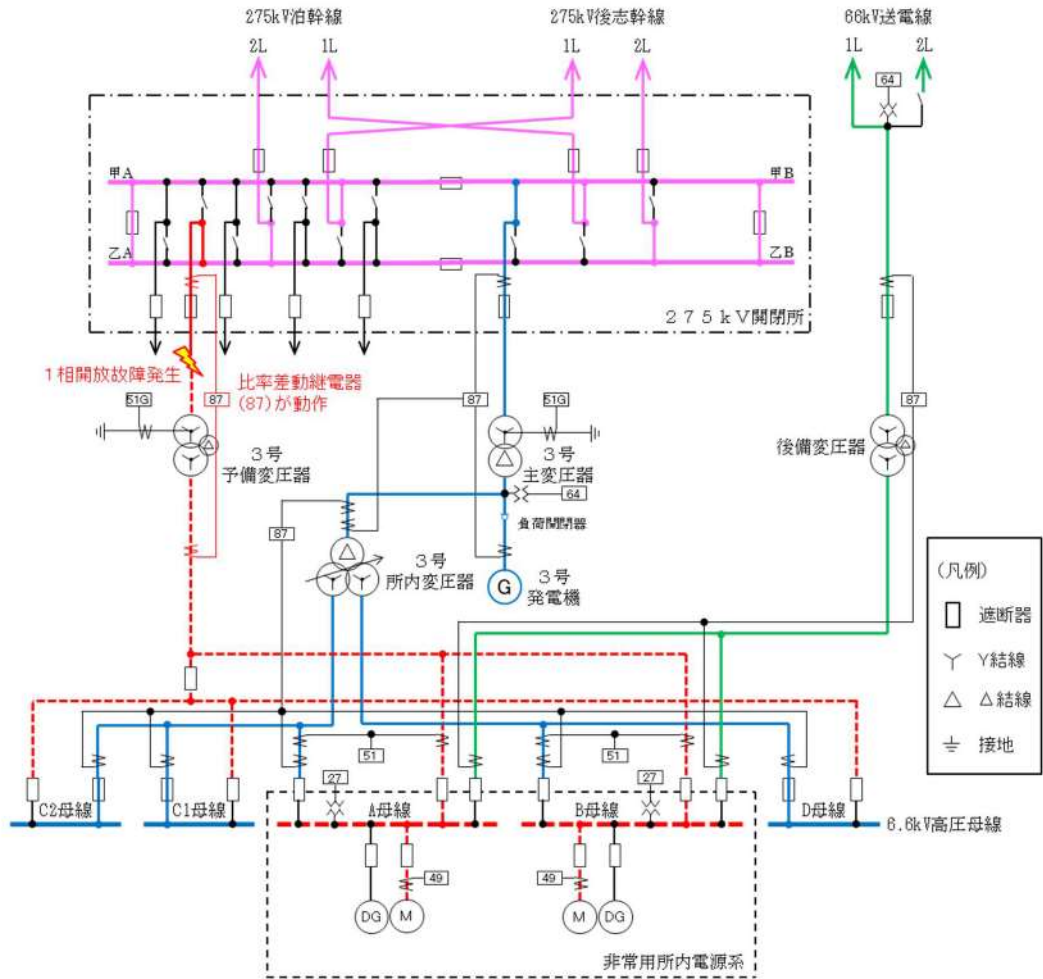 275kV泊幹線
275kV後志幹線
66kV送電線
2L
1L
1L
2L
1L
2L
64
甲A
甲B
乙A
乙B
275kV開閉所
1相開放故障発生
比率差動継電器
(87)が動作
87
51G
3号
予備変圧器
87
51G
3号
主変圧器
87
後備変圧器
64
負荷開閉器
87
3号
所内変圧器
G
3号
発電機
(凡例)
遮断器
Y結線
△結線
接地
51
51
27
27
C2母線
C1母線
A母線
B母線
D母線
6.6kV高圧母線
49
49
DG
M
M
DG
非常用所内電源系